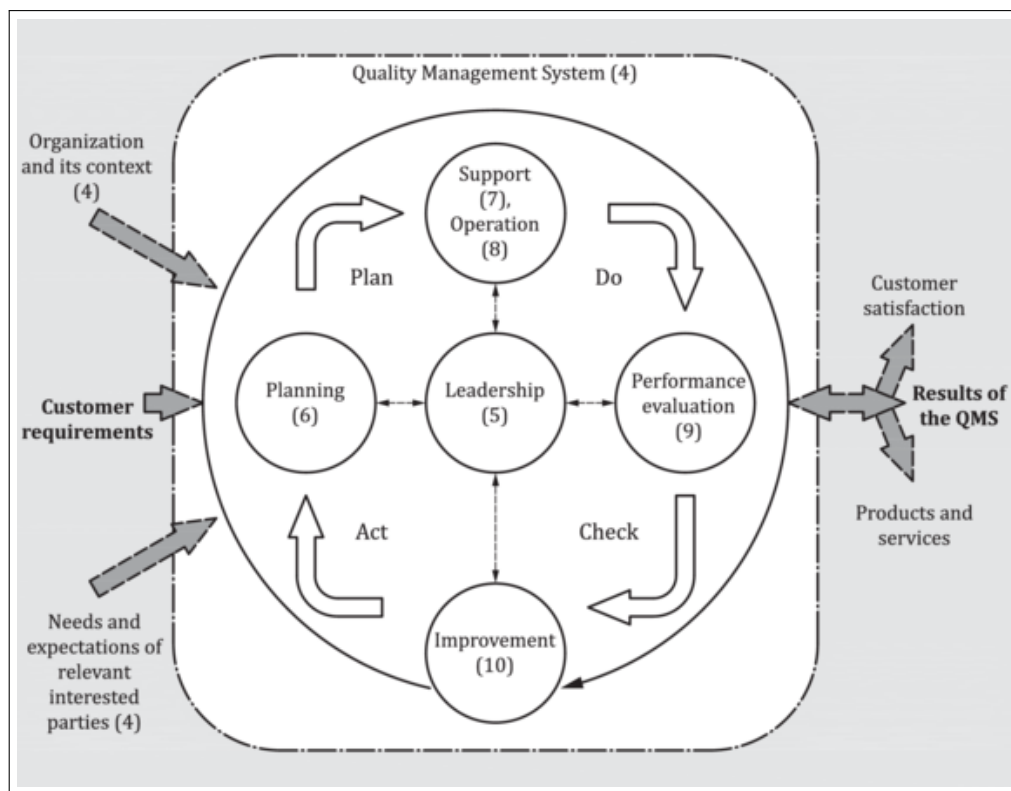 Quality Management System (4)
Organization
and its context
(4)
Support
(7),
Operation
(8)
Plan
Do
Customer
satisfaction
Planning
(6)
Leadership
(5)
Performance
evaluation
(9)
Customer
requirements
Results of
the QMS
Act
Check
Products and
services
Needs and
expectations of
relevant
interested
parties (4)
Improvement
(10)